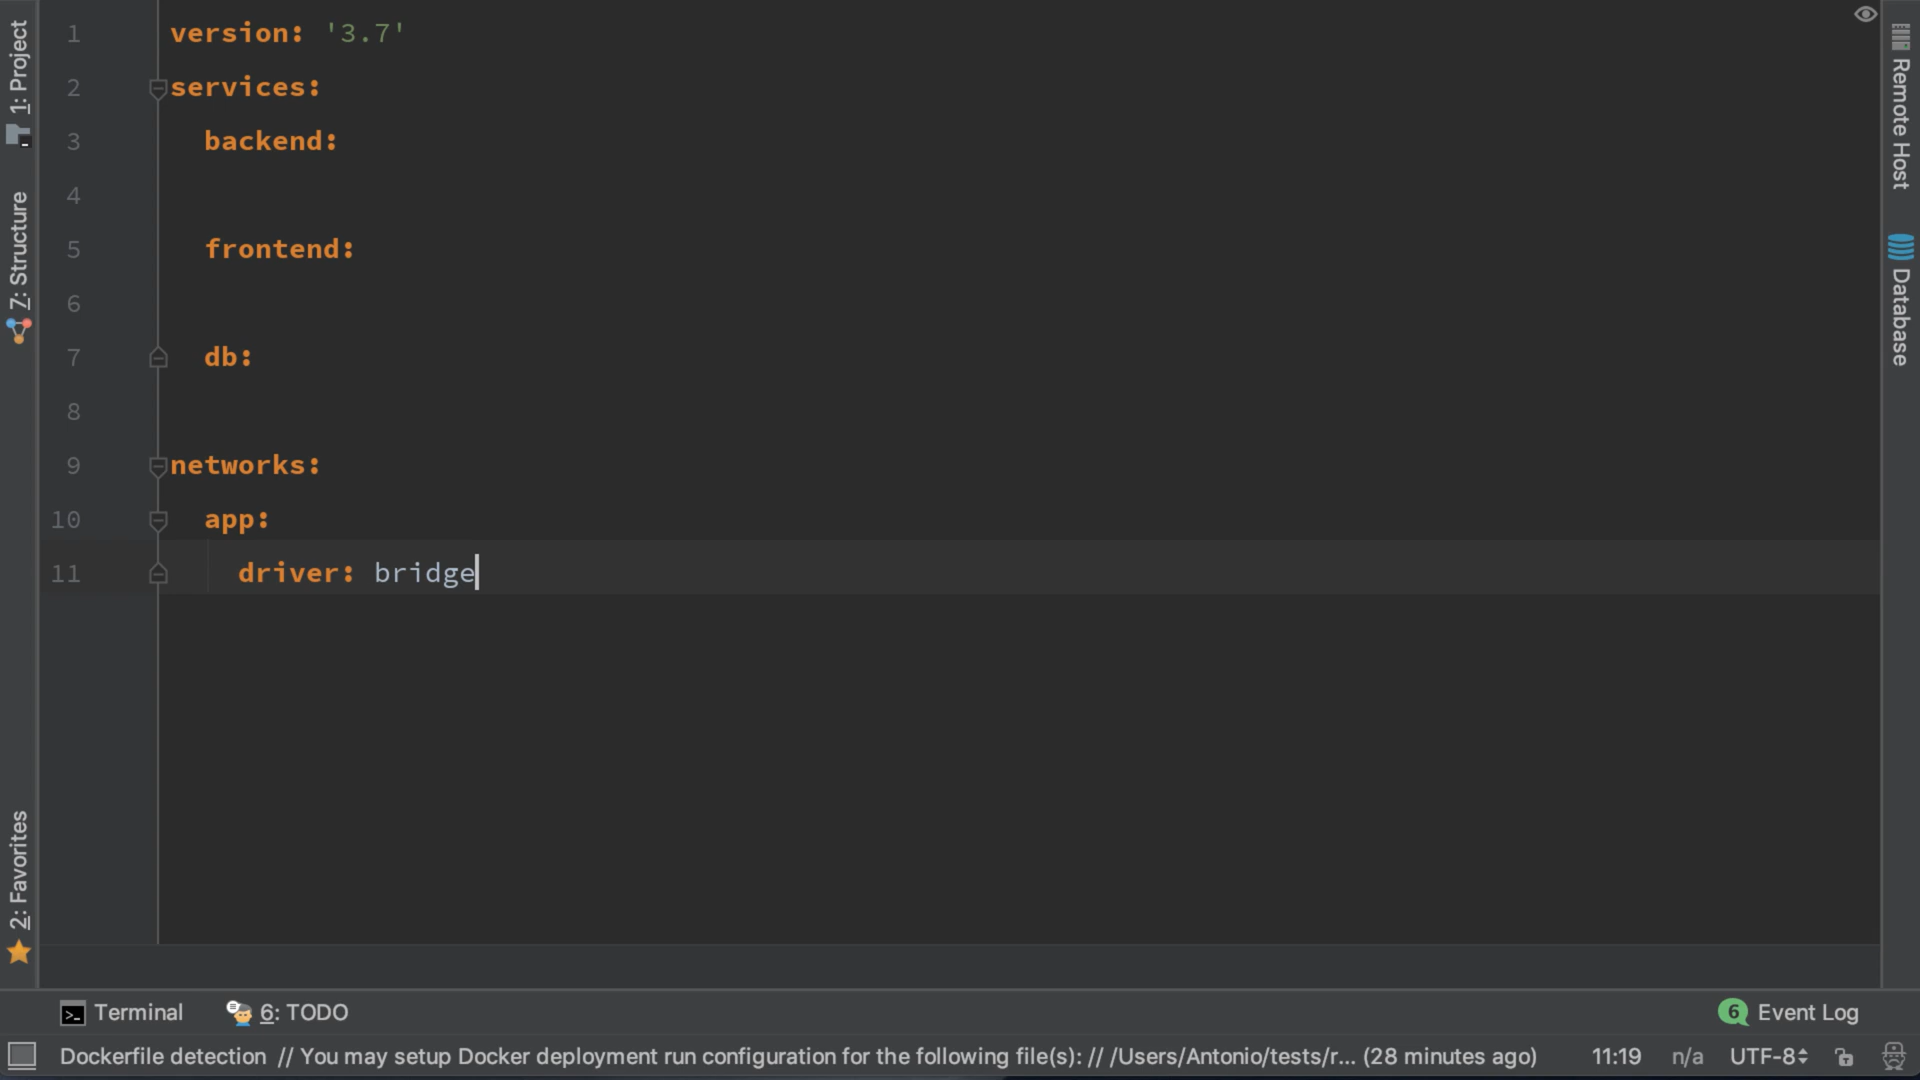 1 version: '3.7'
2 services:
3   backend:
4
5   frontend:
6
7   db:
8
9 networks:
10   app:
11     driver: bridge
1: Project
7: Structure
2: Favorites
Remote Host
Database
Terminal
6: TODO
6 Event Log
Dockerfile detection // You may setup Docker deployment run configuration for the following file(s): // /Users/Antonio/tests/r... (28 minutes ago)
11:19 n/a UTF-8